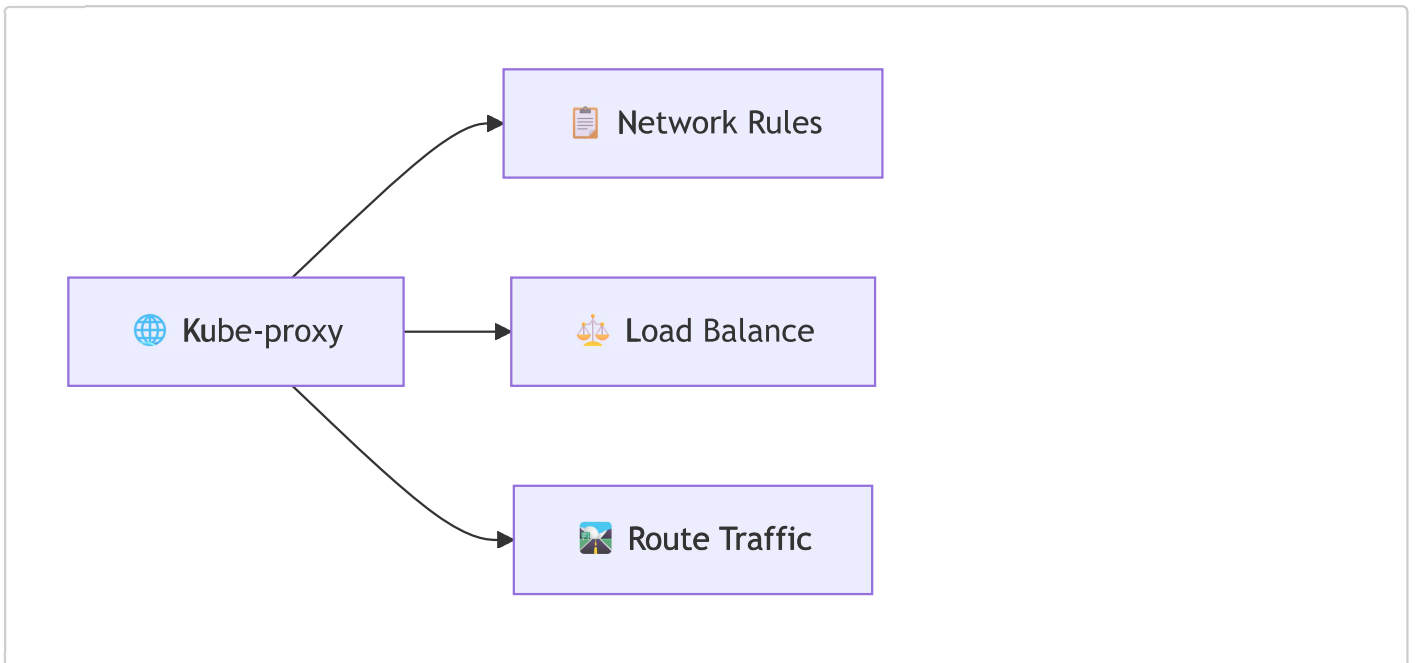 📋 Network Rules
🌐 Kube-proxy
⚖️ Load Balance
🛣️ Route Traffic